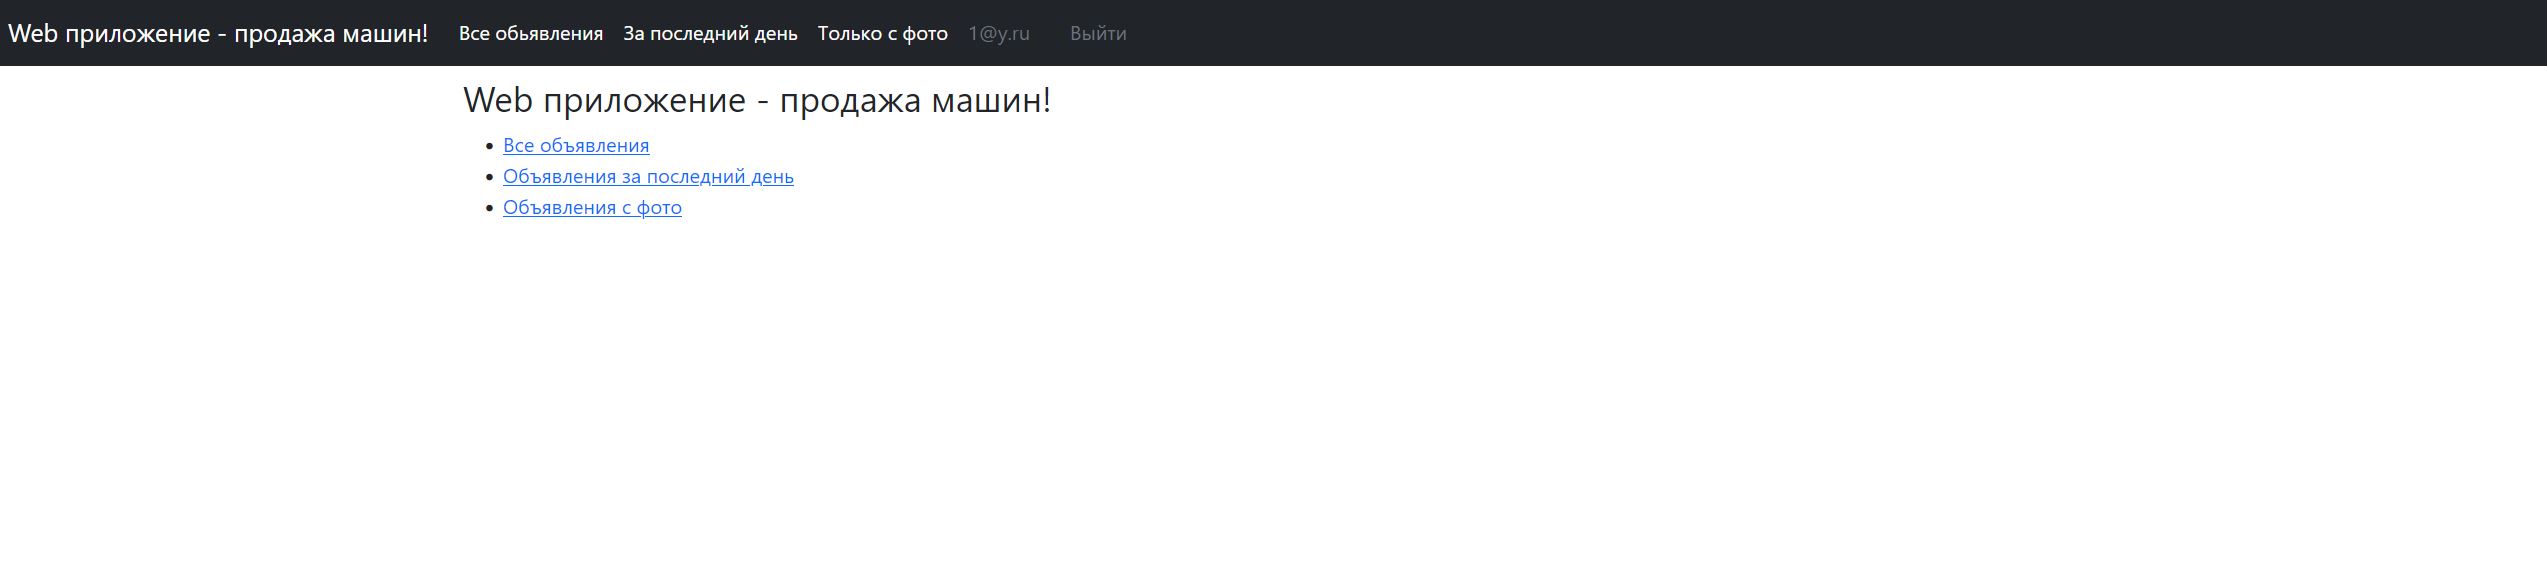 Web приложение - продажа машин! Все обьявления За последний день Только с фото 1@y.ru Выйти
Web приложение - продажа машин!
Все объявления
Объявления за последний день
Объявления с фото